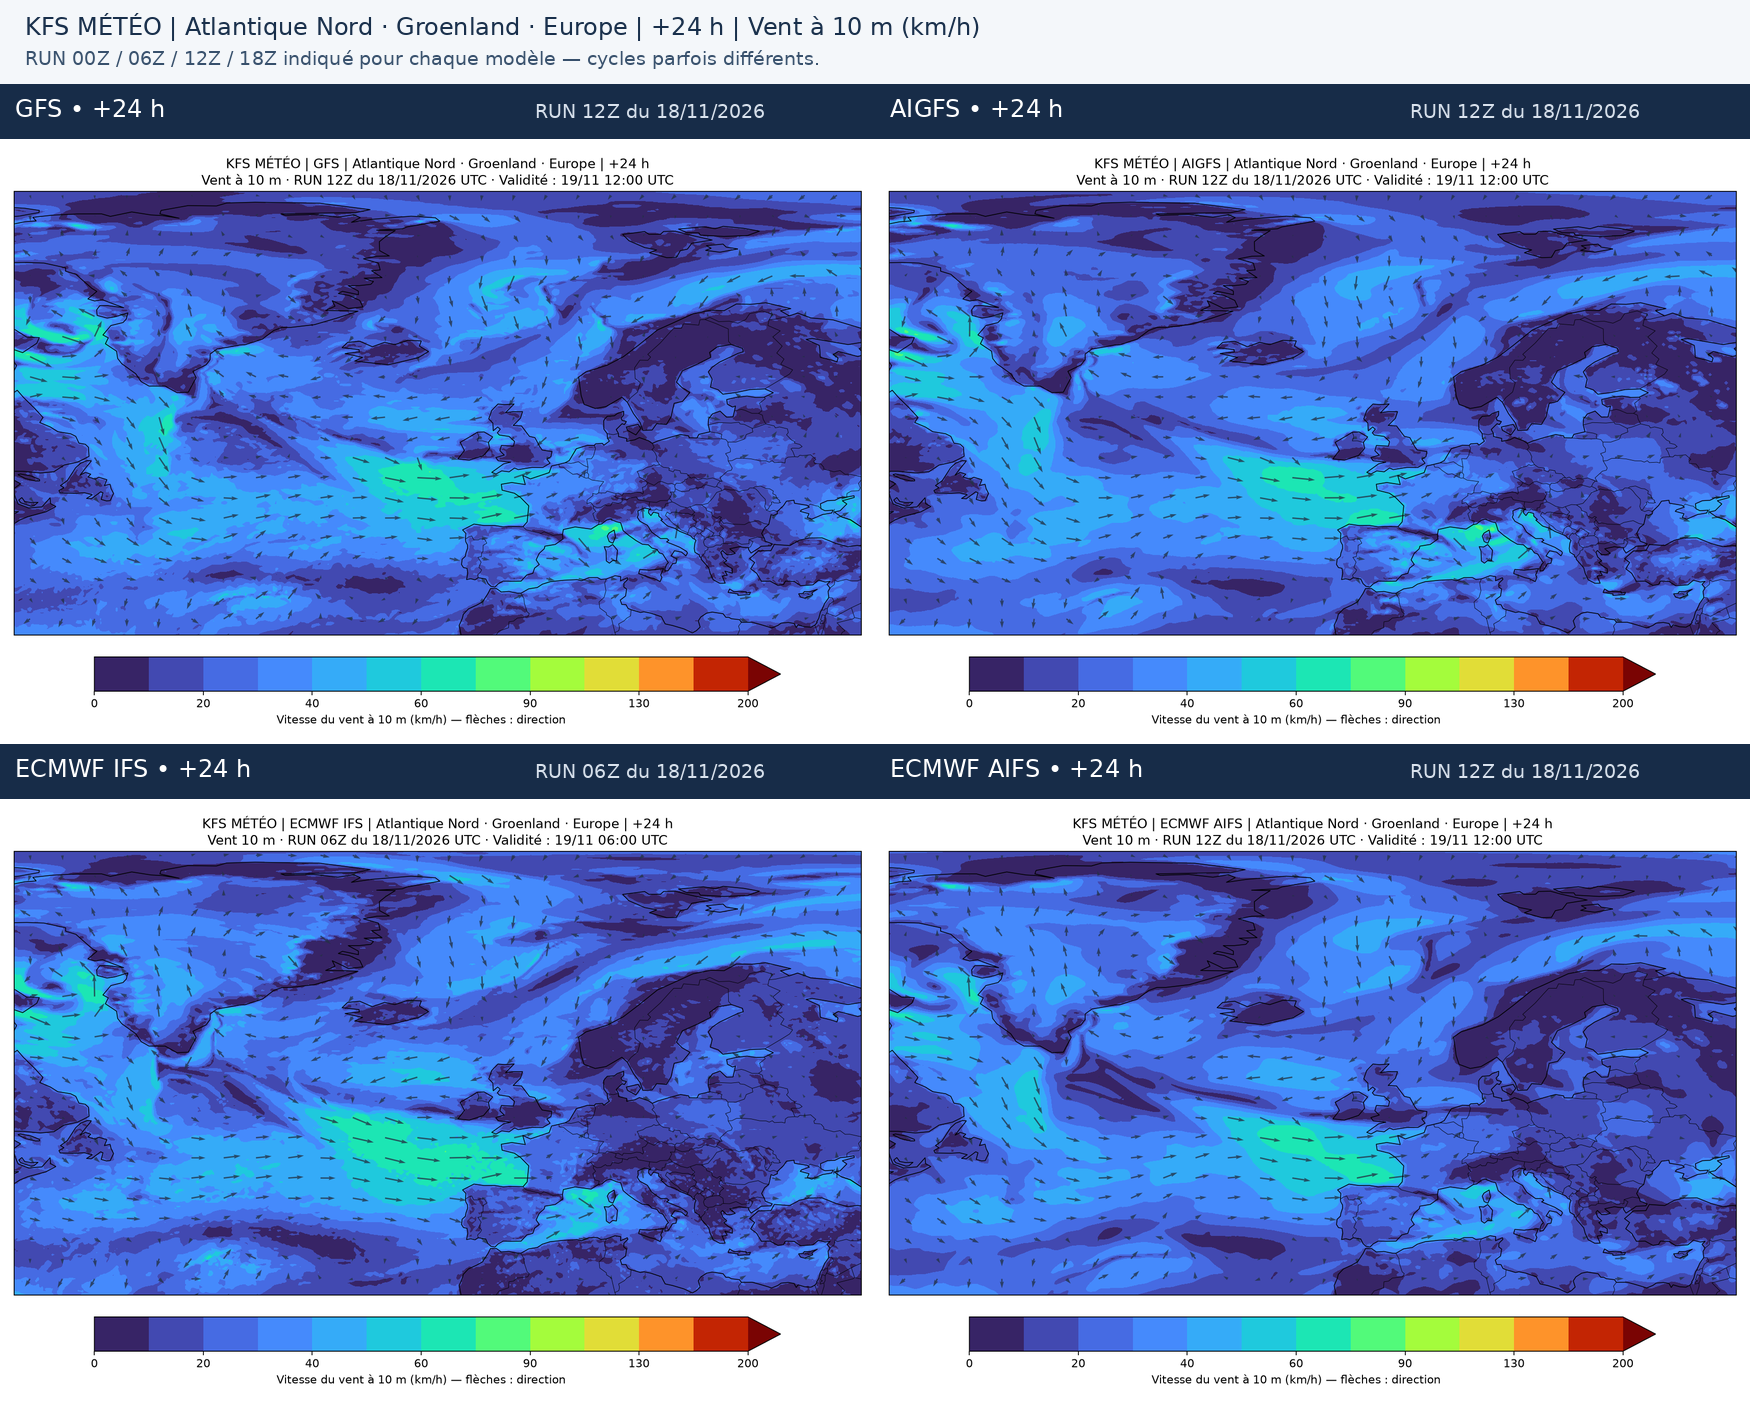 KFS MÉTÉO | Atlantique Nord · Groenland · Europe | +24 h | Vent à 10 m (km/h)
RUN 00Z / 06Z / 12Z / 18Z indiqué pour chaque modèle — cycles parfois différents.
GFS • +24 h RUN 12Z du 18/11/2026
KFS MÉTÉO | GFS | Atlantique Nord · Groenland · Europe | +24 h
Vent à 10 m · RUN 12Z du 18/11/2026 UTC · Validité : 19/11 12:00 UTC
0 20 40 60 90 130 200
Vitesse du vent à 10 m (km/h) — flèches : direction
AIGFS • +24 h RUN 12Z du 18/11/2026
KFS MÉTÉO | AIGFS | Atlantique Nord · Groenland · Europe | +24 h
Vent à 10 m · RUN 12Z du 18/11/2026 UTC · Validité : 19/11 12:00 UTC
0 20 40 60 90 130 200
Vitesse du vent à 10 m (km/h) — flèches : direction
ECMWF IFS • +24 h RUN 06Z du 18/11/2026
KFS MÉTÉO | ECMWF IFS | Atlantique Nord · Groenland · Europe | +24 h
Vent 10 m · RUN 06Z du 18/11/2026 UTC · Validité : 19/11 06:00 UTC
0 20 40 60 90 130 200
Vitesse du vent à 10 m (km/h) — flèches : direction
ECMWF AIFS • +24 h RUN 12Z du 18/11/2026
KFS MÉTÉO | ECMWF AIFS | Atlantique Nord · Groenland · Europe | +24 h
Vent 10 m · RUN 12Z du 18/11/2026 UTC · Validité : 19/11 12:00 UTC
0 20 40 60 90 130 200
Vitesse du vent à 10 m (km/h) — flèches : direction